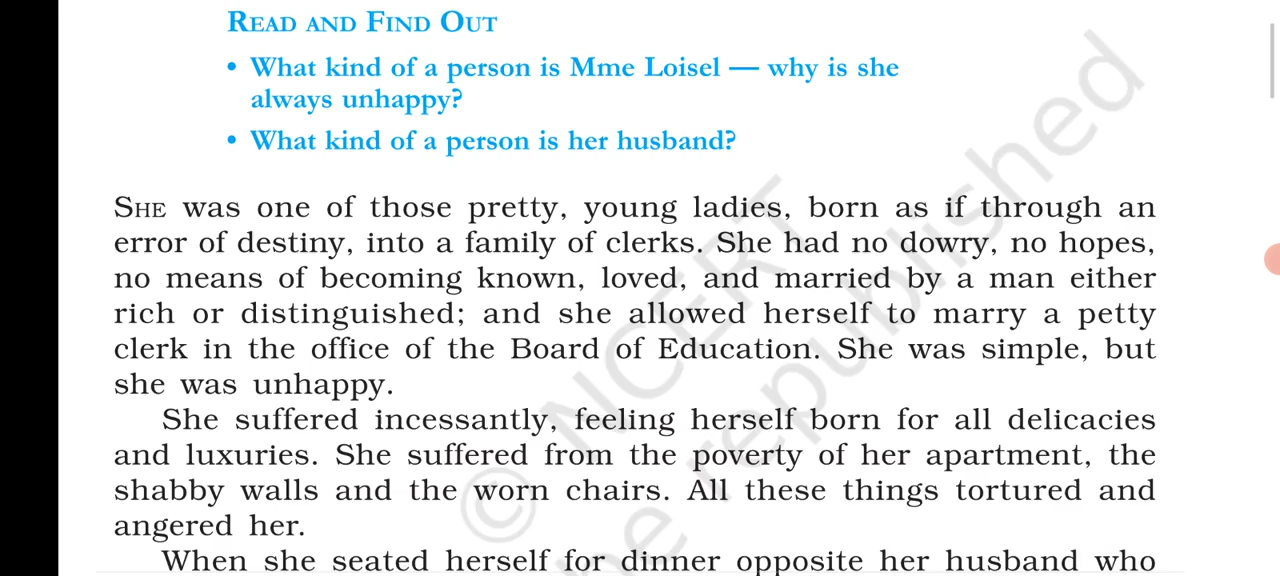 READ AND FIND OUT
• What kind of a person is Mme Loisel — why is she
always unhappy?
• What kind of a person is her husband?
SHE was one of those pretty, young ladies, born as if through an
error of destiny, into a family of clerks. She had no dowry, no hopes,
no means of becoming known, loved, and married by a man either
rich or distinguished; and she allowed herself to marry a petty
clerk in the office of the Board of Education. She was simple, but
she was unhappy.
She suffered incessantly, feeling herself born for all delicacies
and luxuries. She suffered from the poverty of her apartment, the
shabby walls and the worn chairs. All these things tortured and
angered her.
When she seated herself for dinner opposite her husband who
© NCERT
republished